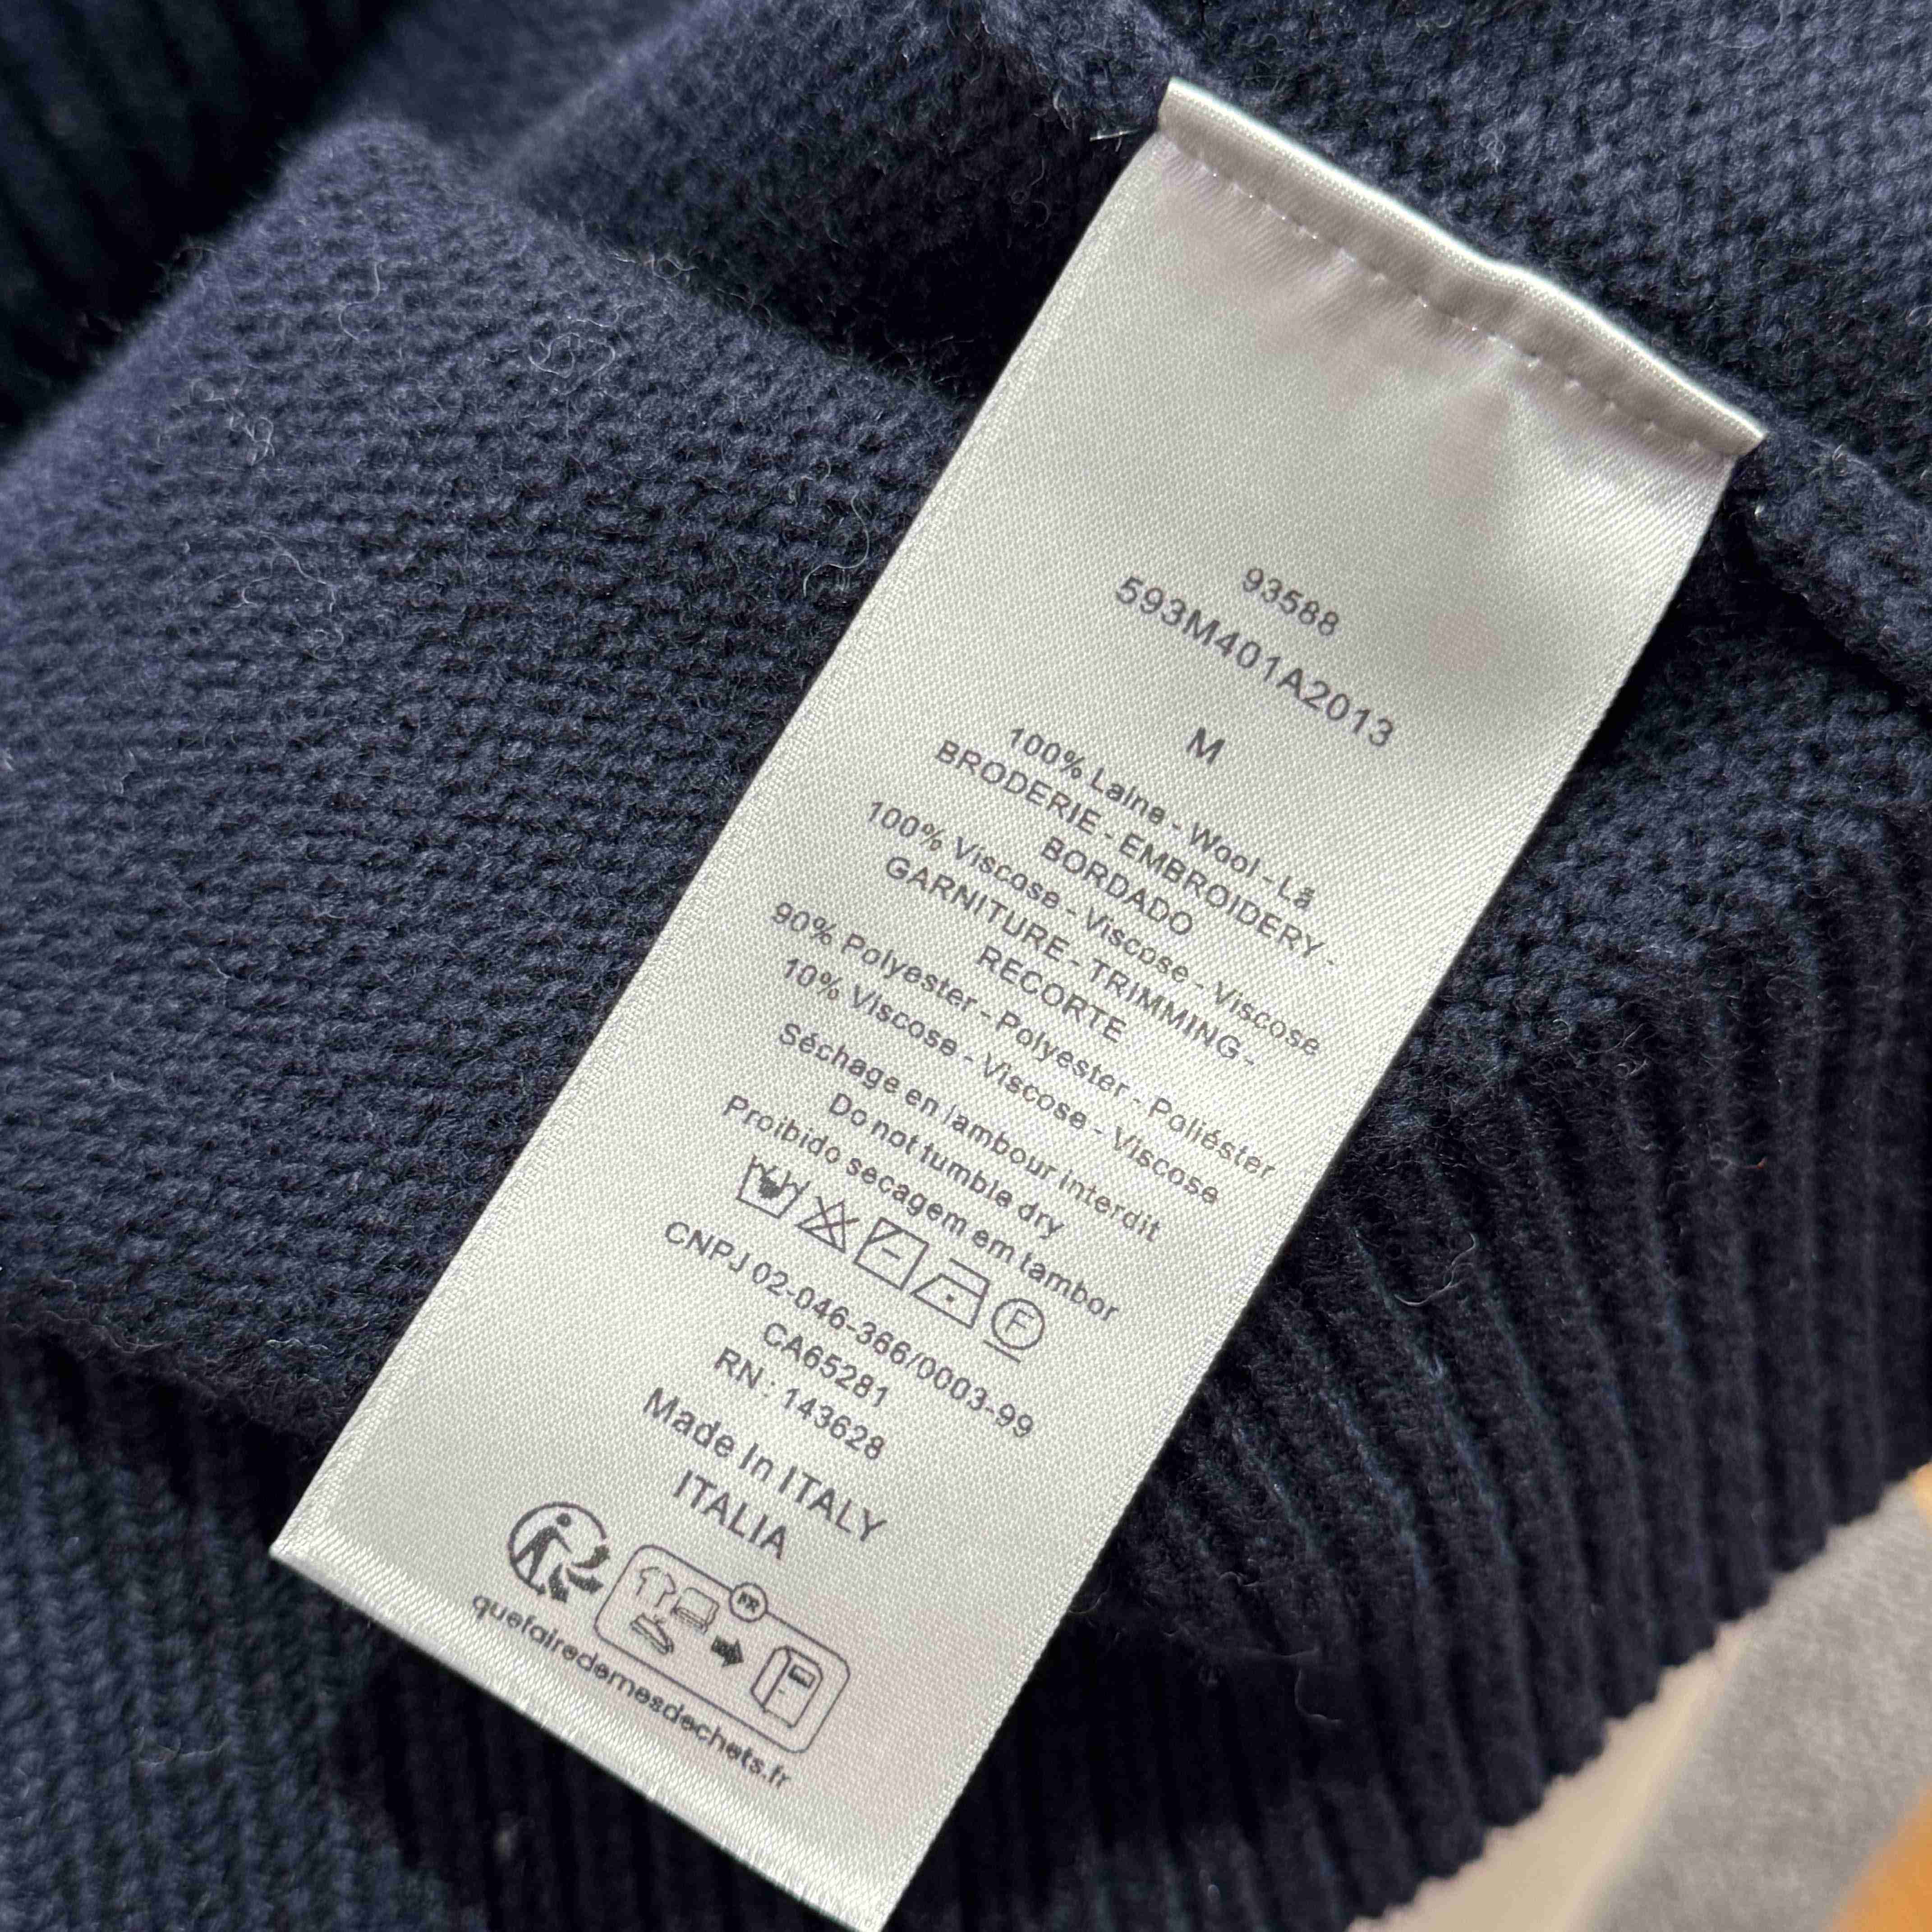 93588
593M401A2013
M
100% Laine - Wool - Lã
BRODERIE - EMBROIDERY -
BORDADO
100% Viscose - Viscose - Viscose
GARNITURE - TRIMMING -
RECORTE
90% Polyester - Polyester - Poliéster
10% Viscose - Viscose - Viscose
Séchage en tambour interdit
Do not tumble dry
Proibido secagem em tambor
F
CNPJ 02-046-366/0003-99
CA65281
RN : 143628
Made In ITALY
ITALIA
FR
quefairedemesdechets.fr